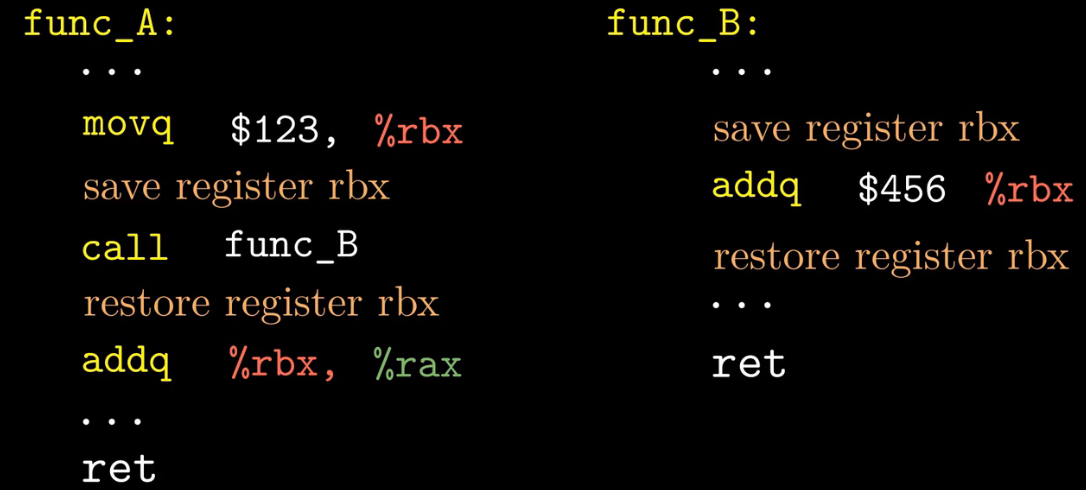 func_A:
...
movq $123, %rbx
save register rbx
call func_B
restore register rbx
addq %rbx, %rax
...
ret
func_B:
...
save register rbx
addq $456 %rbx
restore register rbx
...
ret